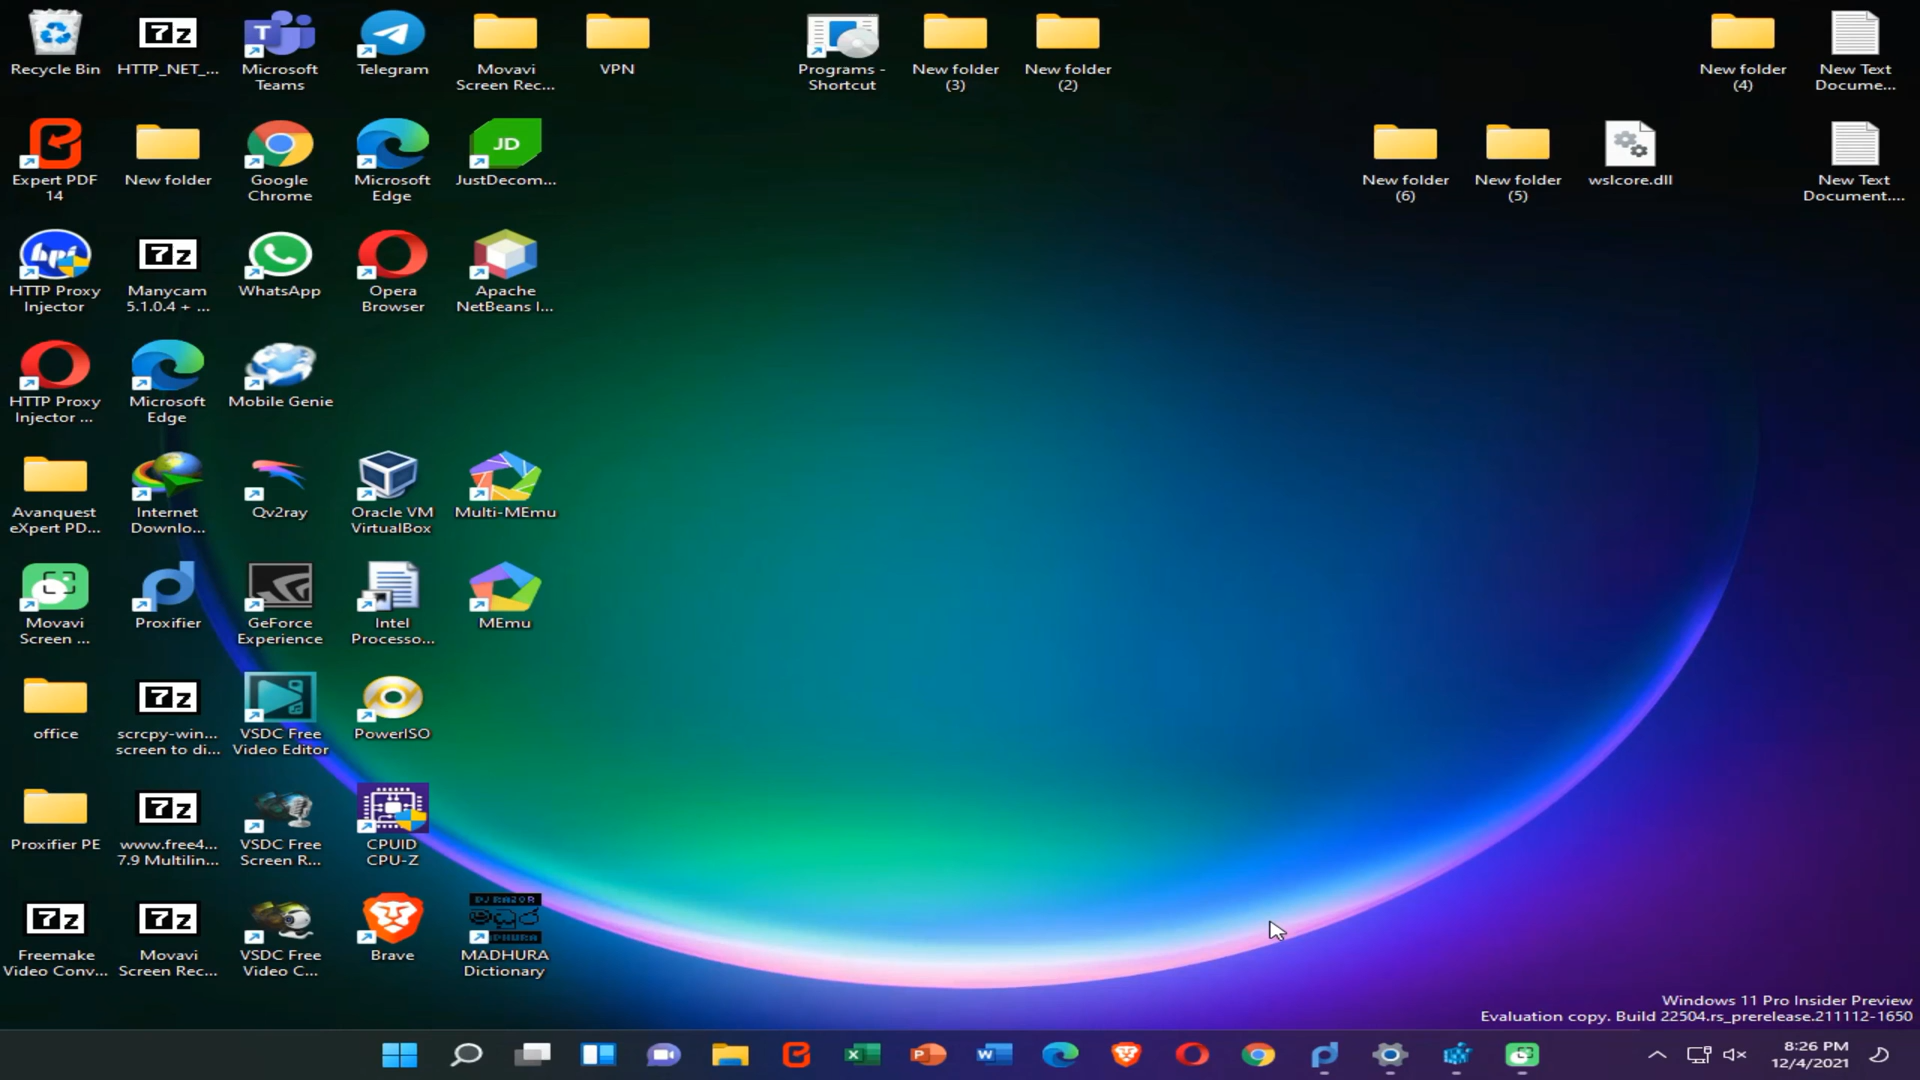 Recycle Bin
HTTP_NET_...
Microsoft
Teams
Telegram
Movavi
Screen Rec...
VPN
Programs -
Shortcut
New folder
(3)
New folder
(2)
New folder
(4)
New Text
Docume...
Expert PDF
14
New folder
Google
Chrome
Microsoft
Edge
JD
JustDecom...
New folder
(6)
New folder
(5)
wslcore.dll
New Text
Document....
HTTP Proxy
Injector
Manycam
5.1.0.4 + ...
WhatsApp
Opera
Browser
Apache
NetBeans I...
HTTP Proxy
Injector ...
Microsoft
Edge
Mobile Genie
Avanquest
eXpert PD...
Internet
Downlo...
Qv2ray
Oracle VM
VirtualBox
Multi-MEmu
Movavi
Screen ...
Proxifier
GeForce
Experience
Intel
Processo...
MEmu
office
scrcpy-win...
screen to di...
VSDC Free
Video Editor
PowerISO
Proxifier PE
www.free4...
7.9 Multilin...
VSDC Free
Screen R...
CPUID
CPU-Z
Freemake
Video Conv...
Movavi
Screen Rec...
VSDC Free
Video C...
Brave
DJ RAZOR
MADHURA
Dictionary
Windows 11 Pro Insider Preview
Evaluation copy. Build 22504.rs_prerelease.211112-1650
8:26 PM
12/4/2021